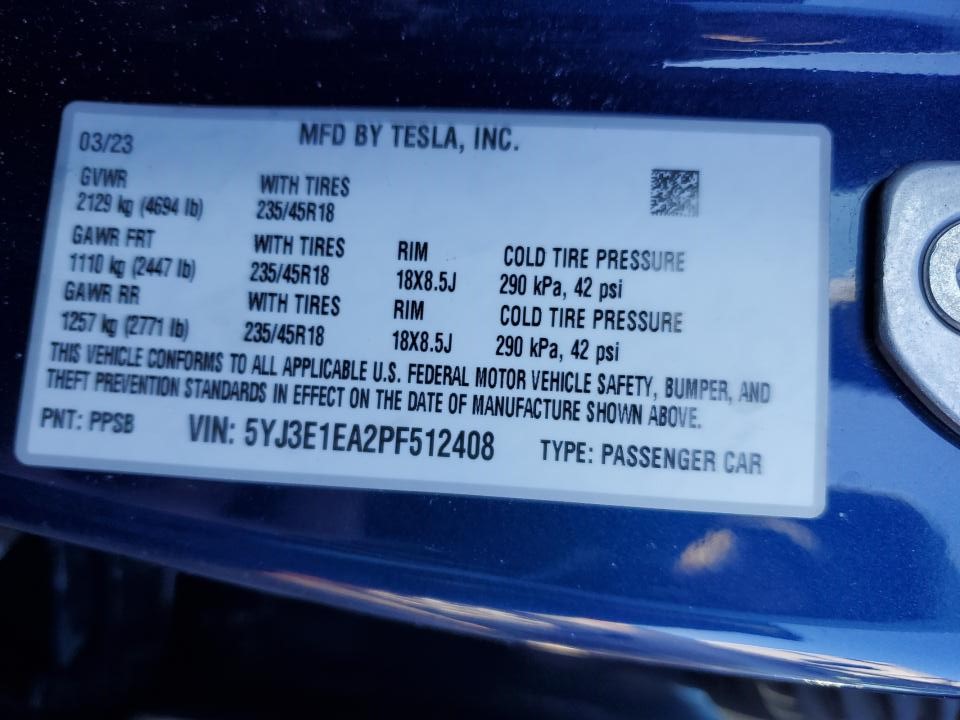 03/23 MFD BY TESLA, INC.
GVWR WITH TIRES
2129 kg (4694 lb) 235/45R18
GAWR FRT WITH TIRES RIM COLD TIRE PRESSURE
1110 kg (2447 lb) 235/45R18 18X8.5J 290 kPa, 42 psi
GAWR RR WITH TIRES RIM COLD TIRE PRESSURE
1257 kg (2771 lb) 235/45R18 18X8.5J 290 kPa, 42 psi
THIS VEHICLE CONFORMS TO ALL APPLICABLE U.S. FEDERAL MOTOR VEHICLE SAFETY, BUMPER, AND
THEFT PREVENTION STANDARDS IN EFFECT ON THE DATE OF MANUFACTURE SHOWN ABOVE.
PNT: PPSB VIN: 5YJ3E1EA2PF512408 TYPE: PASSENGER CAR